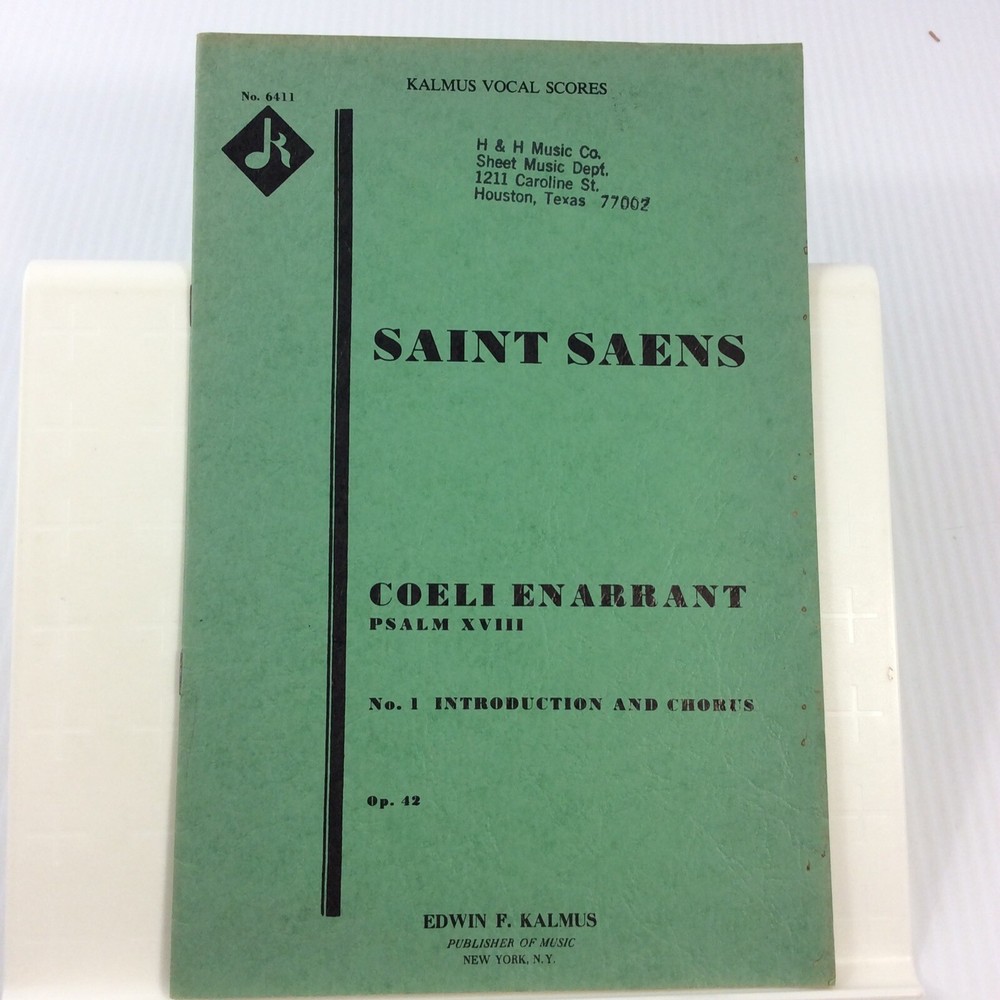 KALMUS VOCAL SCORES
No. 6411
H & H Music Co.
Sheet Music Dept.
1211 Caroline St.
Houston, Texas 77002
SAINT SAENS
COELI ENARRANT
PSALM XVIII
No. 1 INTRODUCTION AND CHORUS
Op. 42
EDWIN F. KALMUS
PUBLISHER OF MUSIC
NEW YORK, N.Y.